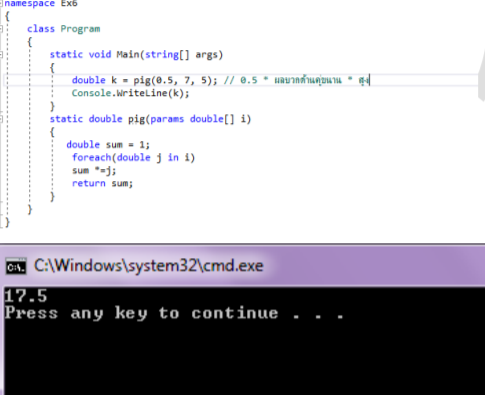 namespace Ex6
{
class Program
{
static void Main(string[] args)
{
double k = pig(0.5, 7, 5); // 0.5 * ผลบวกด้านคู่ขนาน * สูง
Console.WriteLine(k);
}
static double pig(params double[] i)
{
double sum = 1;
foreach(double j in i)
sum *=j;
return sum;
}
}
}
C:\Windows\system32\cmd.exe
17.5
Press any key to continue . . .